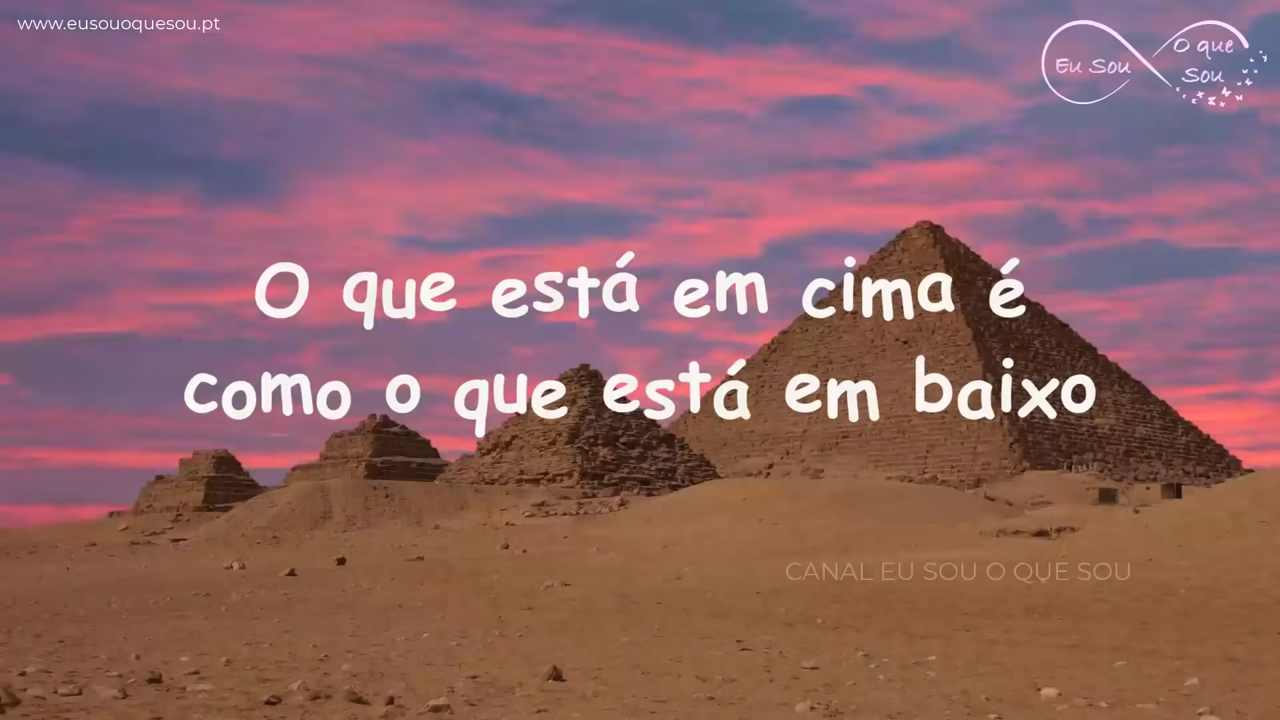 www.eusouoquesou.pt
Eu Sou
O que
Sou
O que está em cima é
como o que está em baixo
CANAL EU SOU O QUE SOU